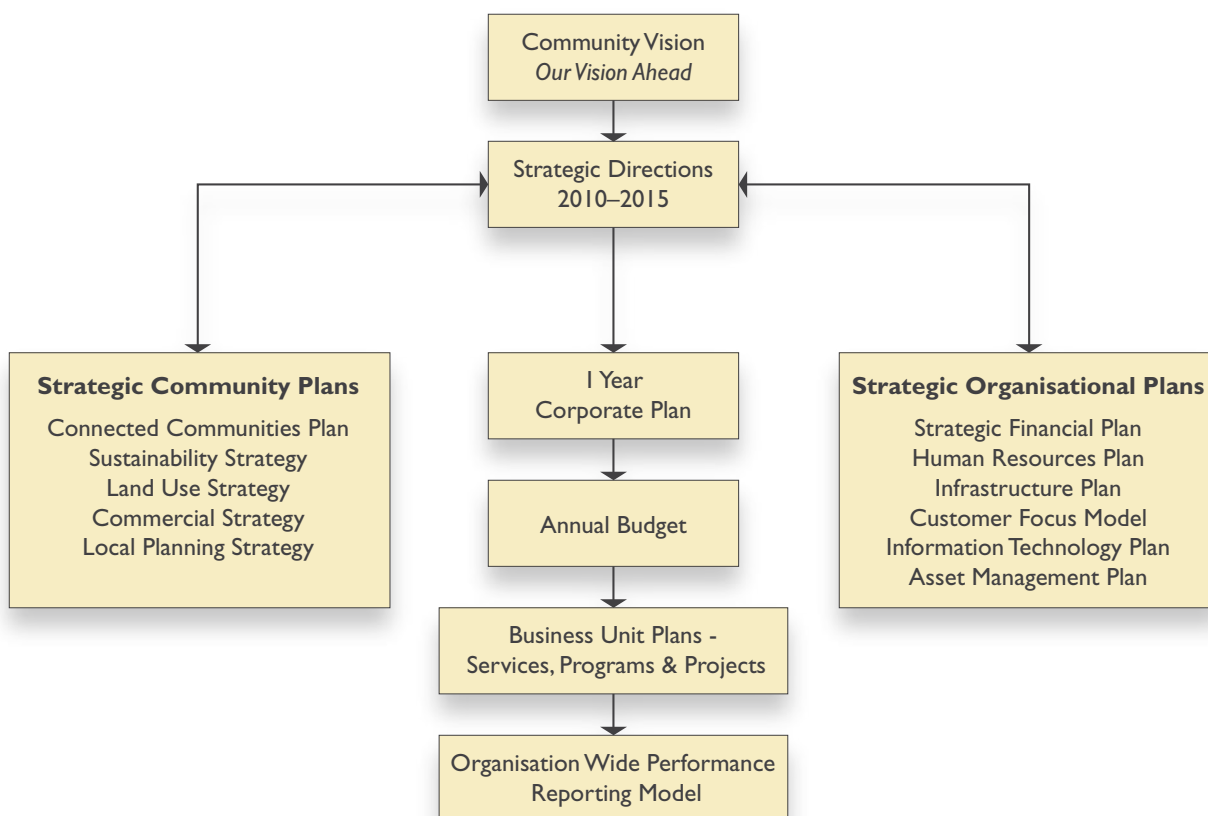 Community Vision
Our Vision Ahead
Strategic Directions
2010–2015
Strategic Community Plans
Connected Communities Plan
Sustainability Strategy
Land Use Strategy
Commercial Strategy
Local Planning Strategy
1 Year
Corporate Plan
Annual Budget
Business Unit Plans -
Services, Programs & Projects
Organisation Wide Performance
Reporting Model
Strategic Organisational Plans
Strategic Financial Plan
Human Resources Plan
Infrastructure Plan
Customer Focus Model
Information Technology Plan
Asset Management Plan